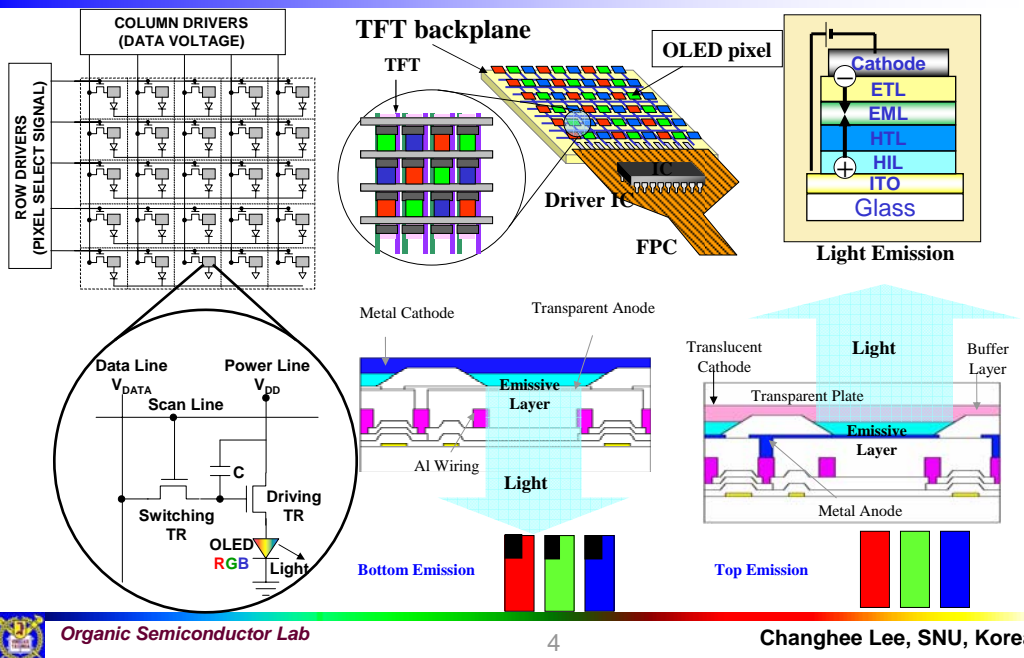 COLUMN DRIVERS
(DATA VOLTAGE)
ROW DRIVERS
(PIXEL SELECT SIGNAL)
TFT backplane
TFT
OLED pixel
IC
Driver IC
FPC
Cathode
ETL
EML
HTL
HIL
ITO
Glass
Light Emission
Data Line
V_DATA
Power Line
V_DD
Scan Line
C
Switching
TR
Driving
TR
OLED
RGB
Light
Metal Cathode
Transparent Anode
Emissive
Layer
Al Wiring
Light
Bottom Emission
Translucent
Cathode
Light
Buffer
Layer
Transparent Plate
Emissive
Layer
Metal Anode
Top Emission
Organic Semiconductor Lab
4
Changhee Lee, SNU, Korea